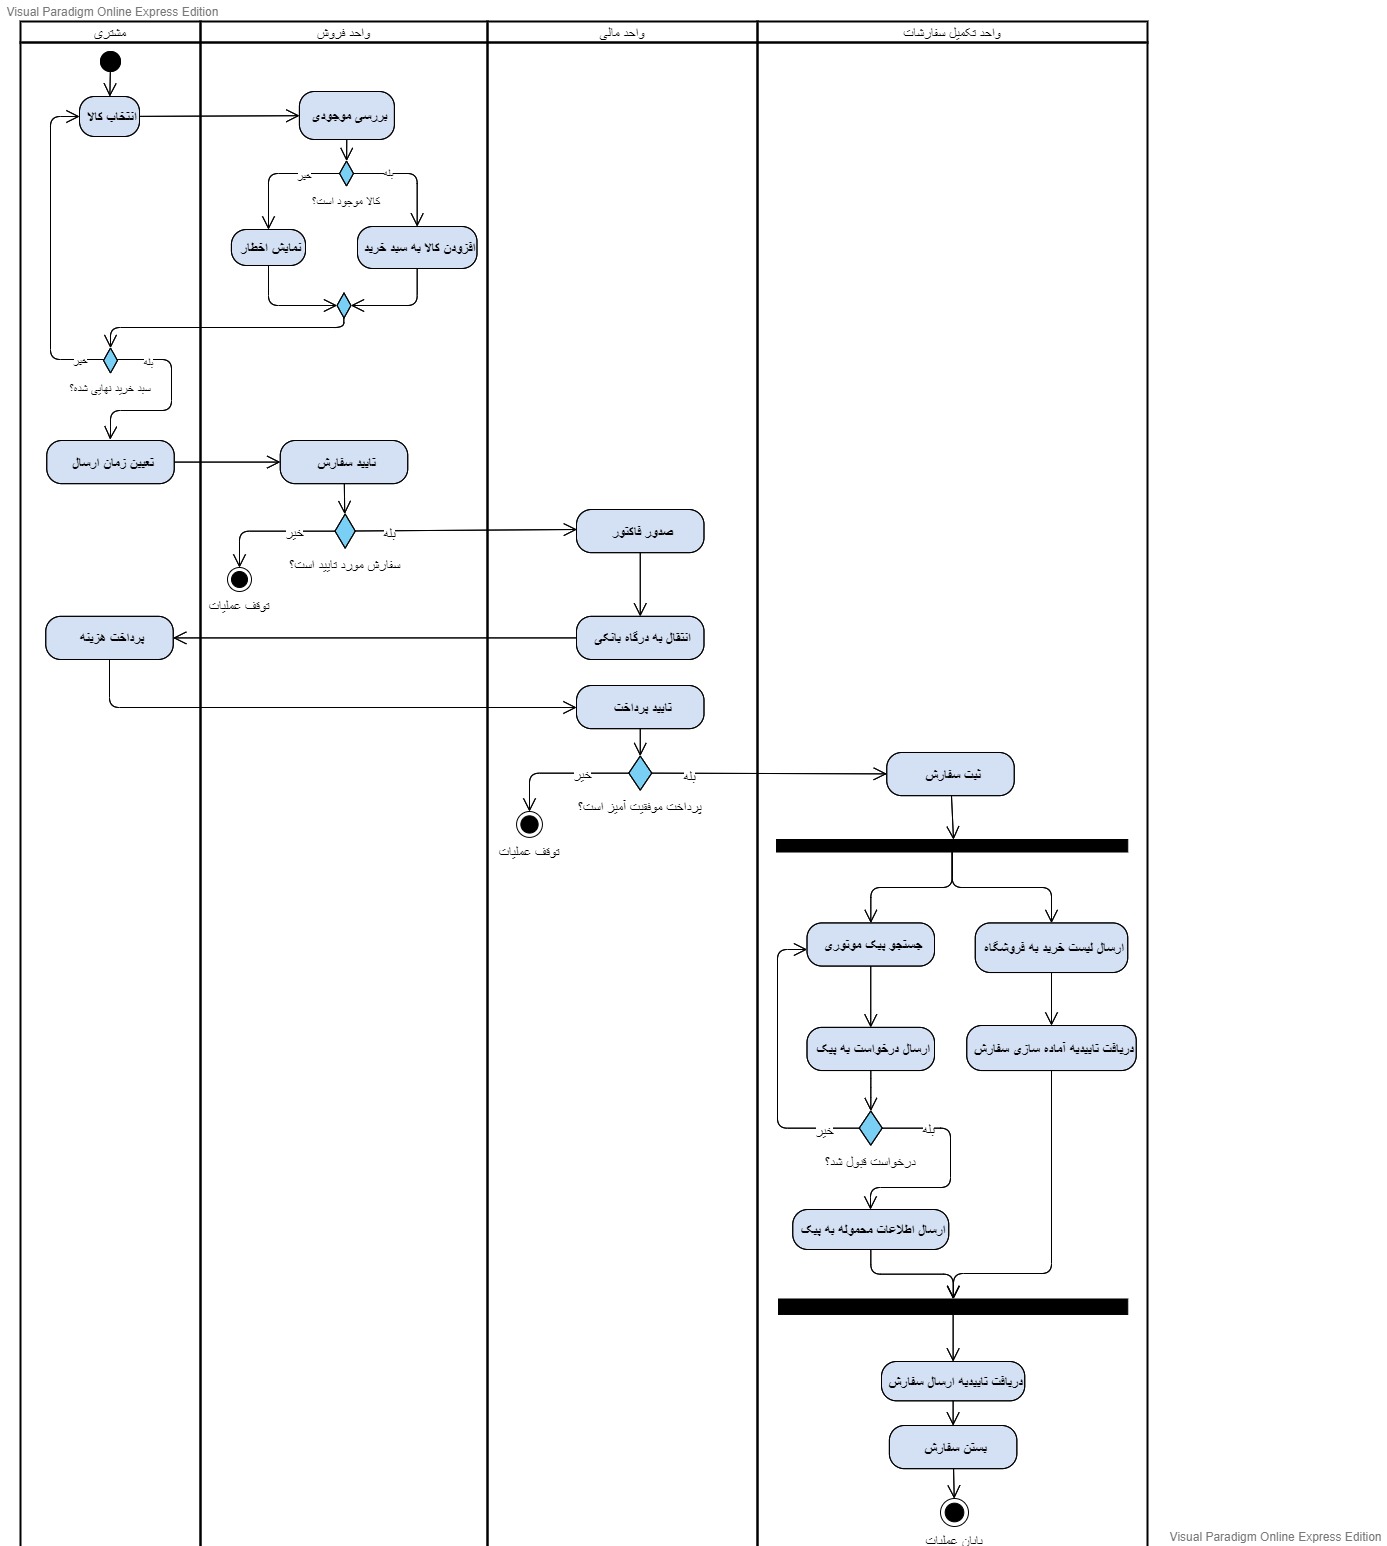 Visual Paradigm Online Express Edition
مشتری
واحد فروش
واحد مالی
واحد تکمیل سفارشات
انتخاب کالا
بررسی موجودی
خیر
بله
کالا موجود است؟
نمایش اخطار
افزودن کالا به سبد خرید
خیر
بله
سبد خرید نهایی شده؟
تعیین زمان ارسال
تایید سفارش
خیر
بله
سفارش مورد تایید است؟
توقف عملیات
صدور فاکتور
انتقال به درگاه بانکی
پرداخت هزینه
تایید پرداخت
خیر
بله
پرداخت موفقیت آمیز است؟
توقف عملیات
ثبت سفارش
جستجو پیک موتوری
ارسال لیست خرید به فروشگاه
ارسال درخواست به پیک
دریافت تاییدیه آماده سازی سفارش
خیر
بله
درخواست قبول شد؟
ارسال اطلاعات محموله به پیک
دریافت تاییدیه ارسال سفارش
بستن سفارش
پایان عملیات
Visual Paradigm Online Express Edition